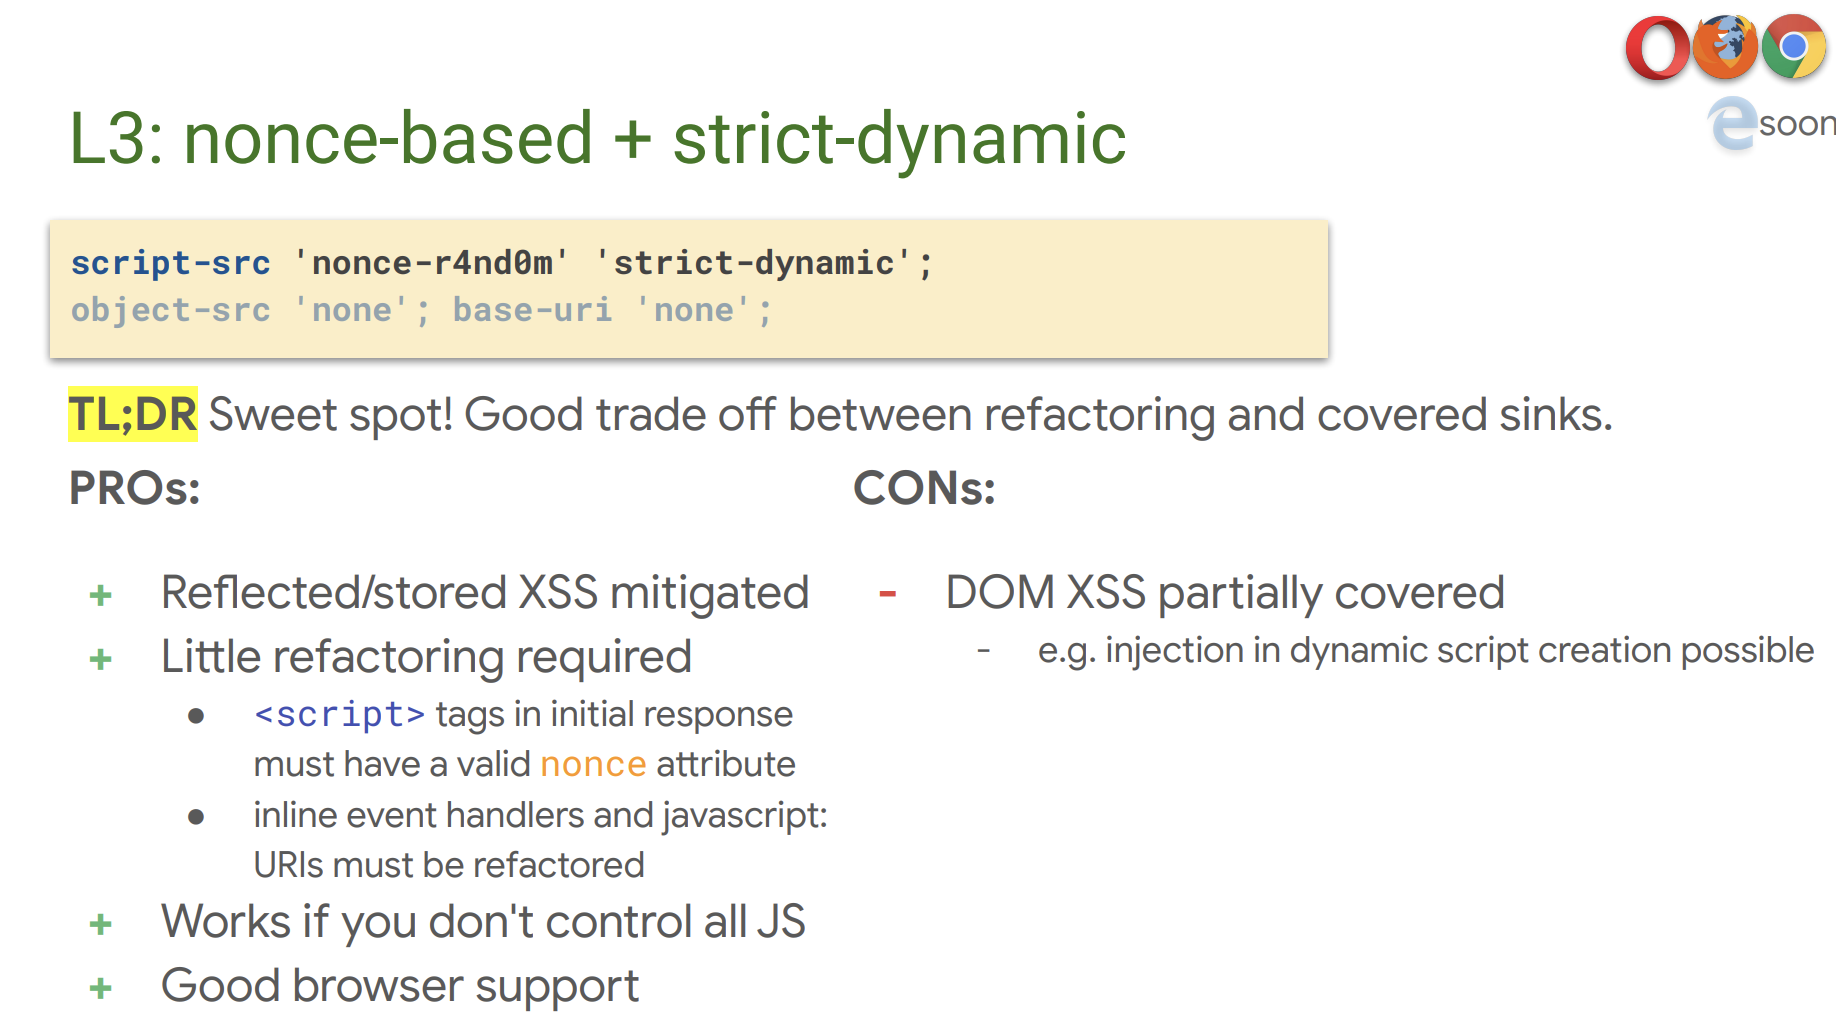 soon
L3: nonce-based + strict-dynamic
script-src 'nonce-r4nd0m' 'strict-dynamic';
object-src 'none'; base-uri 'none';
TL;DR Sweet spot! Good trade off between refactoring and covered sinks.
PROs:
+ Reflected/stored XSS mitigated
+ Little refactoring required
● <script> tags in initial response
must have a valid nonce attribute
● inline event handlers and javascript:
URIs must be refactored
+ Works if you don't control all JS
+ Good browser support
CONs:
- DOM XSS partially covered
- e.g. injection in dynamic script creation possible